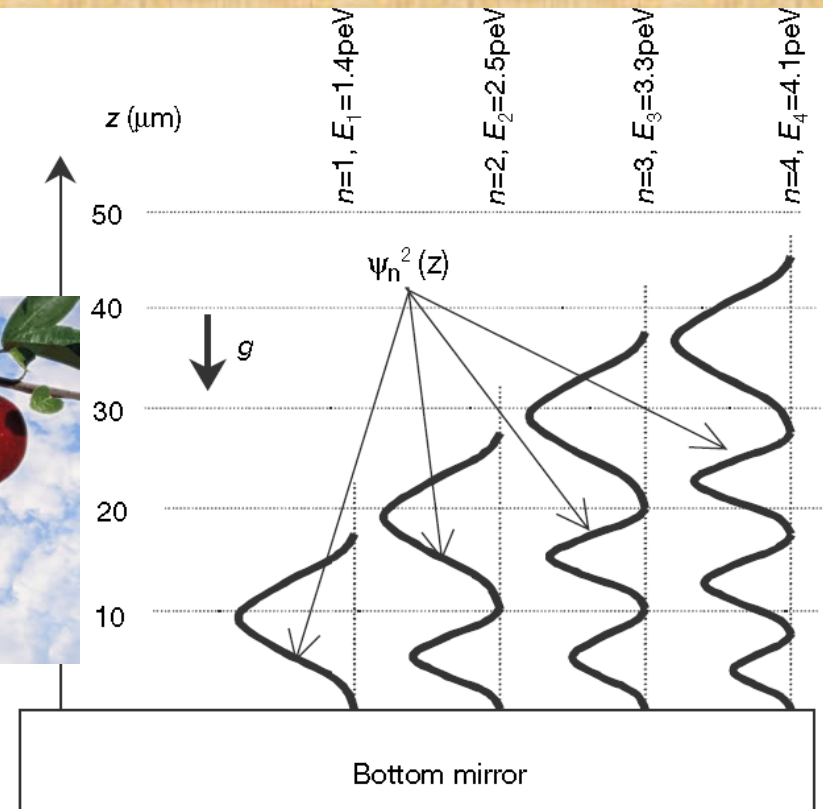 z (μm)
n=1, E₁=1.4peV
n=2, E₂=2.5peV
n=3, E₃=3.3peV
n=4, E₄=4.1peV
50
ψₙ² (z)
40
g
30
20
10
Bottom mirror